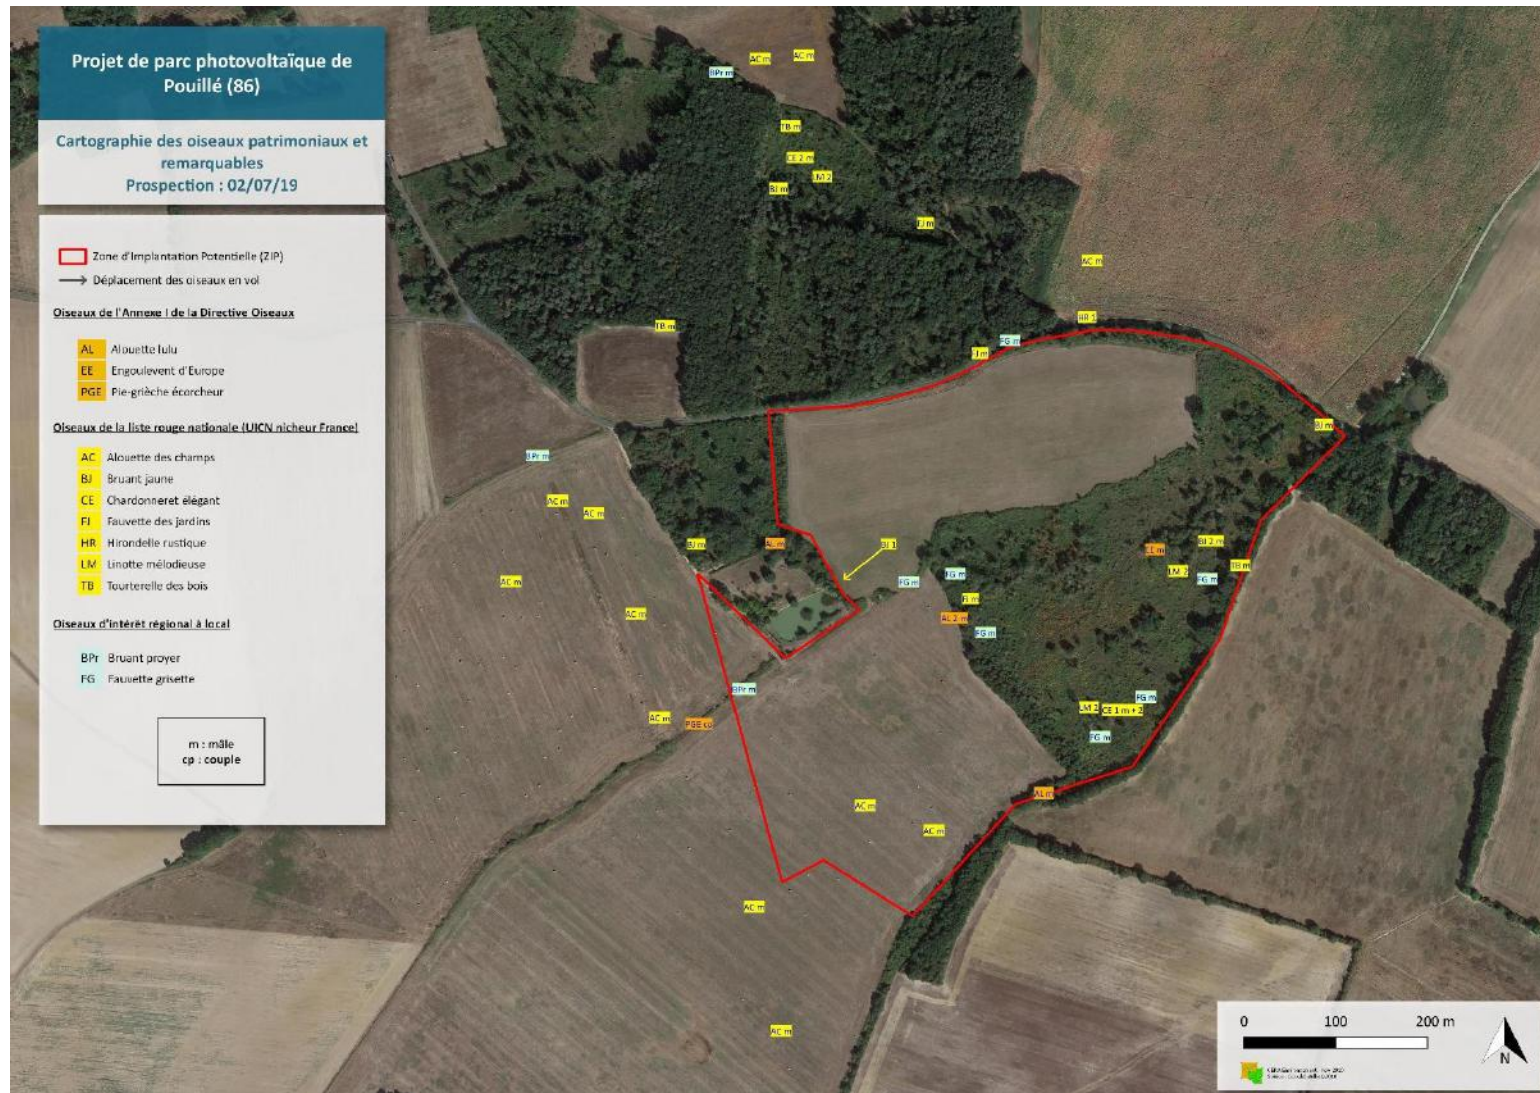 Projet de parc photovoltaïque de
Pouillé (86)
Cartographie des oiseaux patrimoniaux et
remarquables
Prospection : 02/07/19
Zone d'Implantation Potentielle (ZIP)
Déplacement des oiseaux en vol
Oiseaux de l'Annexe I de la Directive Oiseaux
AL Alouette lulu
EE Engoulevent d'Europe
PGE Pie-grièche écorcheur
Oiseaux de la liste rouge nationale (UICN nicheur France)
AC Alouette des champs
BJ Bruant jaune
CE Chardonneret élégant
FJ Fauvette des jardins
HR Hirondelle rustique
LM Linotte mélodieuse
TB Tourterelle des bois
Oiseaux d'intérêt régional à local
BPr Bruant proyer
FG Fauvette grisette
m : mâle
cp : couple
AC m
AC m
BPr m
TB m
CE 2 m
LM 2
BJ m
FJ m
AC m
HR 1
TB m
FG m
FJ m
BJ m
BPr m
AC m
AC m
BJ m
AL m
BJ 1
BJ 2 m
EE m
TB m
LM 2
FG m
FG m
FG m
AC m
FJ m
AC m
AL 2 m
FG m
BPr m
FG m
LM 2
CE 1 m + 2
AC m
PGE cp
FG m
AL m
AC m
AC m
AC m
AC m
0 100 200 m
N